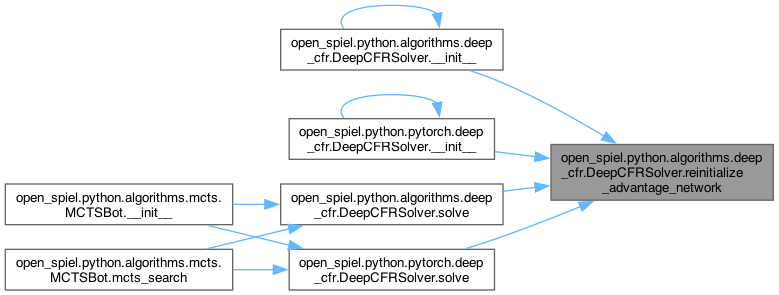 open_spiel.python.algorithms.deep
_cfr.DeepCFRSolver.__init__
open_spiel.python.pytorch.deep
_cfr.DeepCFRSolver.__init__
open_spiel.python.algorithms.deep
_cfr.DeepCFRSolver.reinitialize
_advantage_network
open_spiel.python.algorithms.mcts.
MCTSBot.__init__
open_spiel.python.algorithms.deep
_cfr.DeepCFRSolver.solve
open_spiel.python.algorithms.mcts.
MCTSBot.mcts_search
open_spiel.python.pytorch.deep
_cfr.DeepCFRSolver.solve